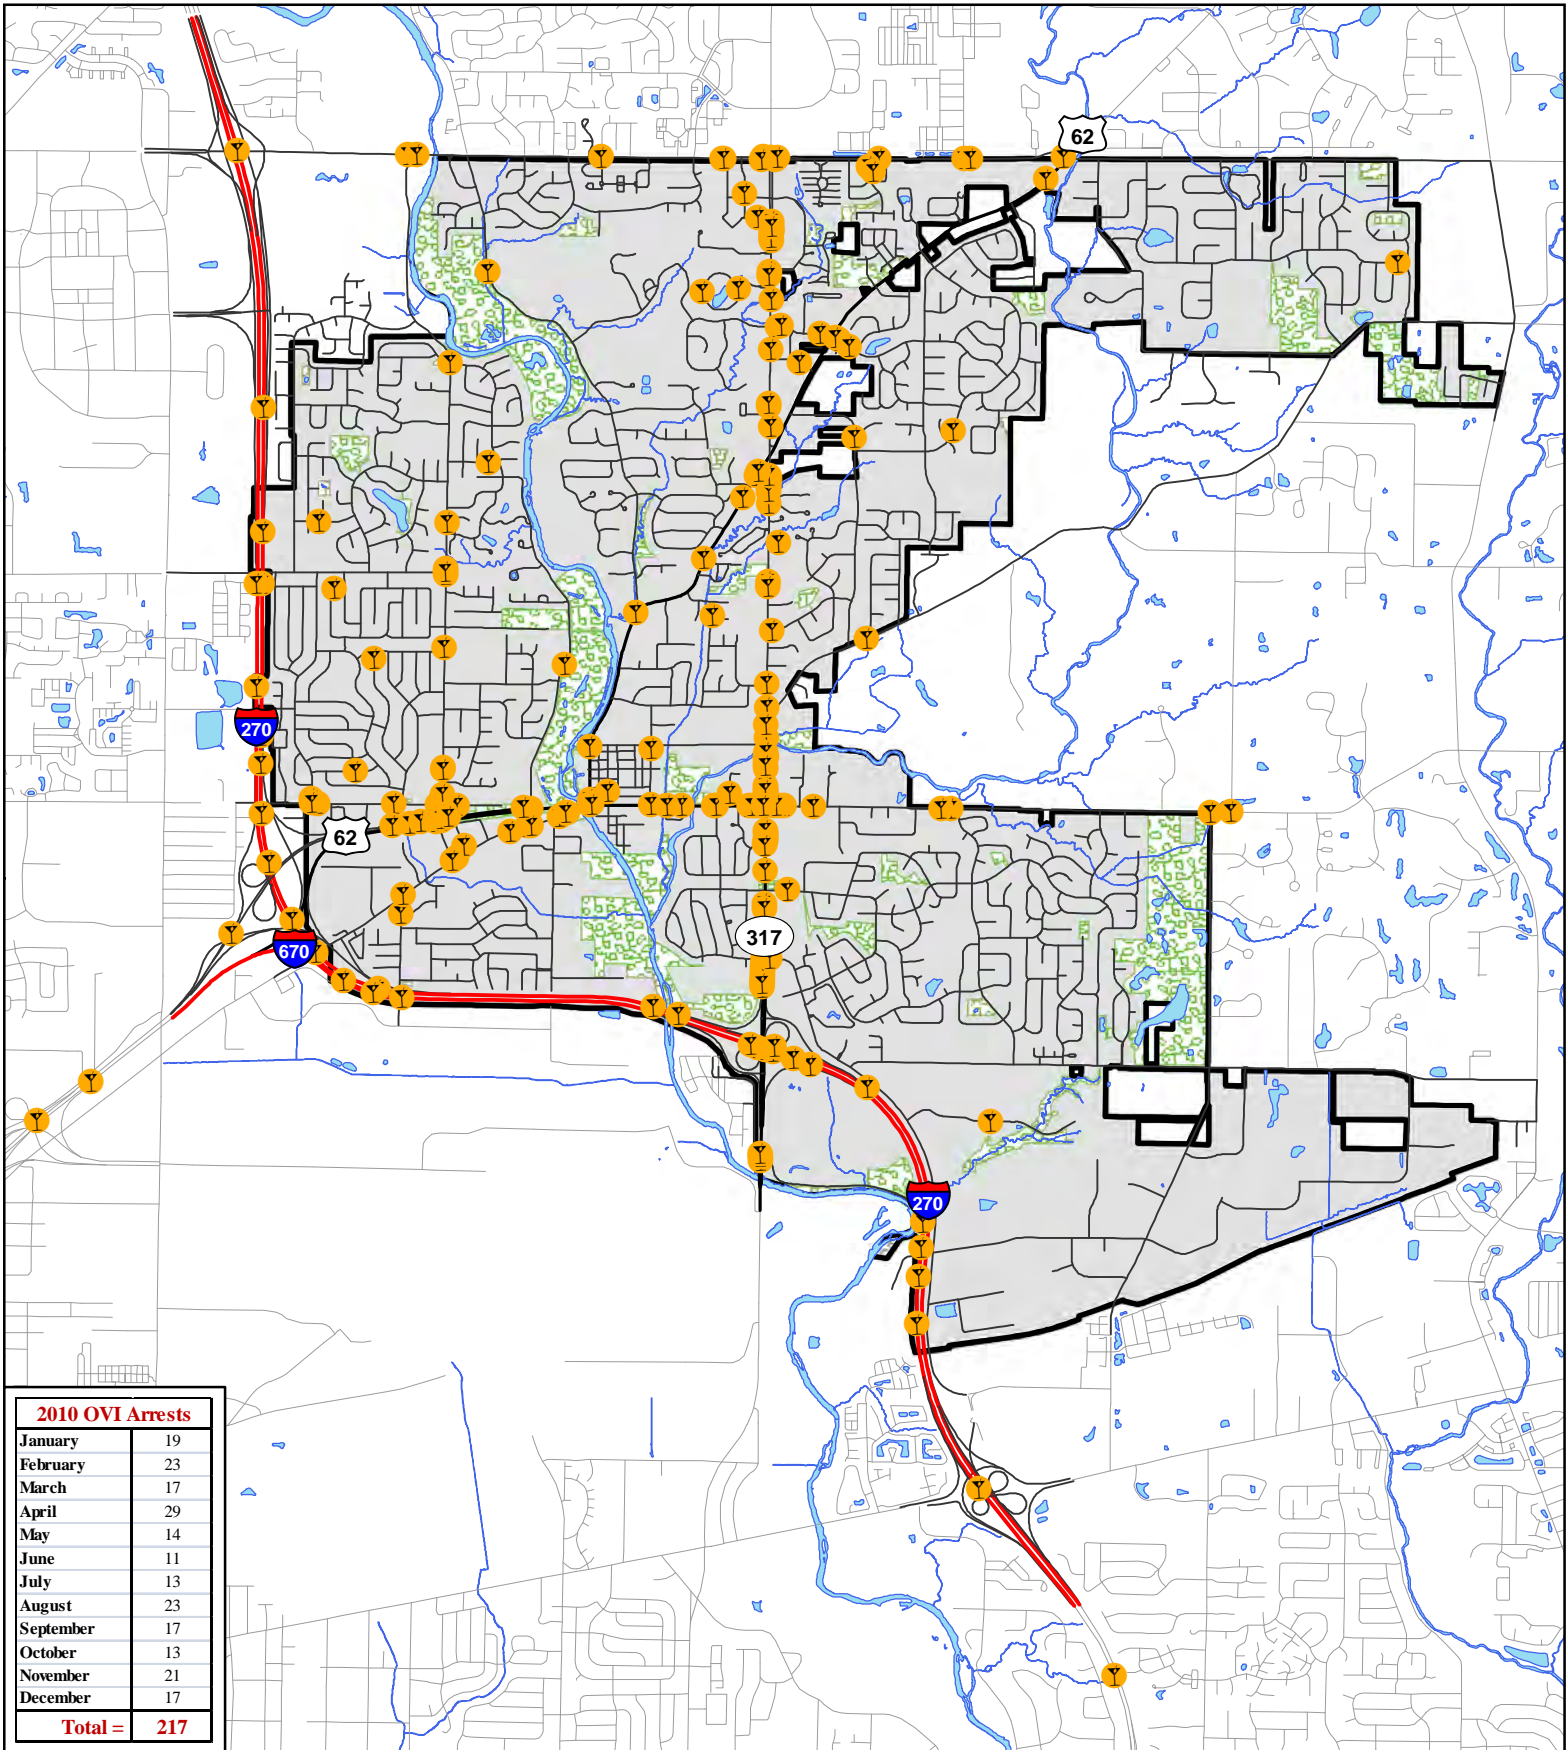 62
270
62
670
317
270
2010 OVI Arrests
January 19
February 23
March 17
April 29
May 14
June 11
July 13
August 23
September 17
October 13
November 21
December 17
Total = 217